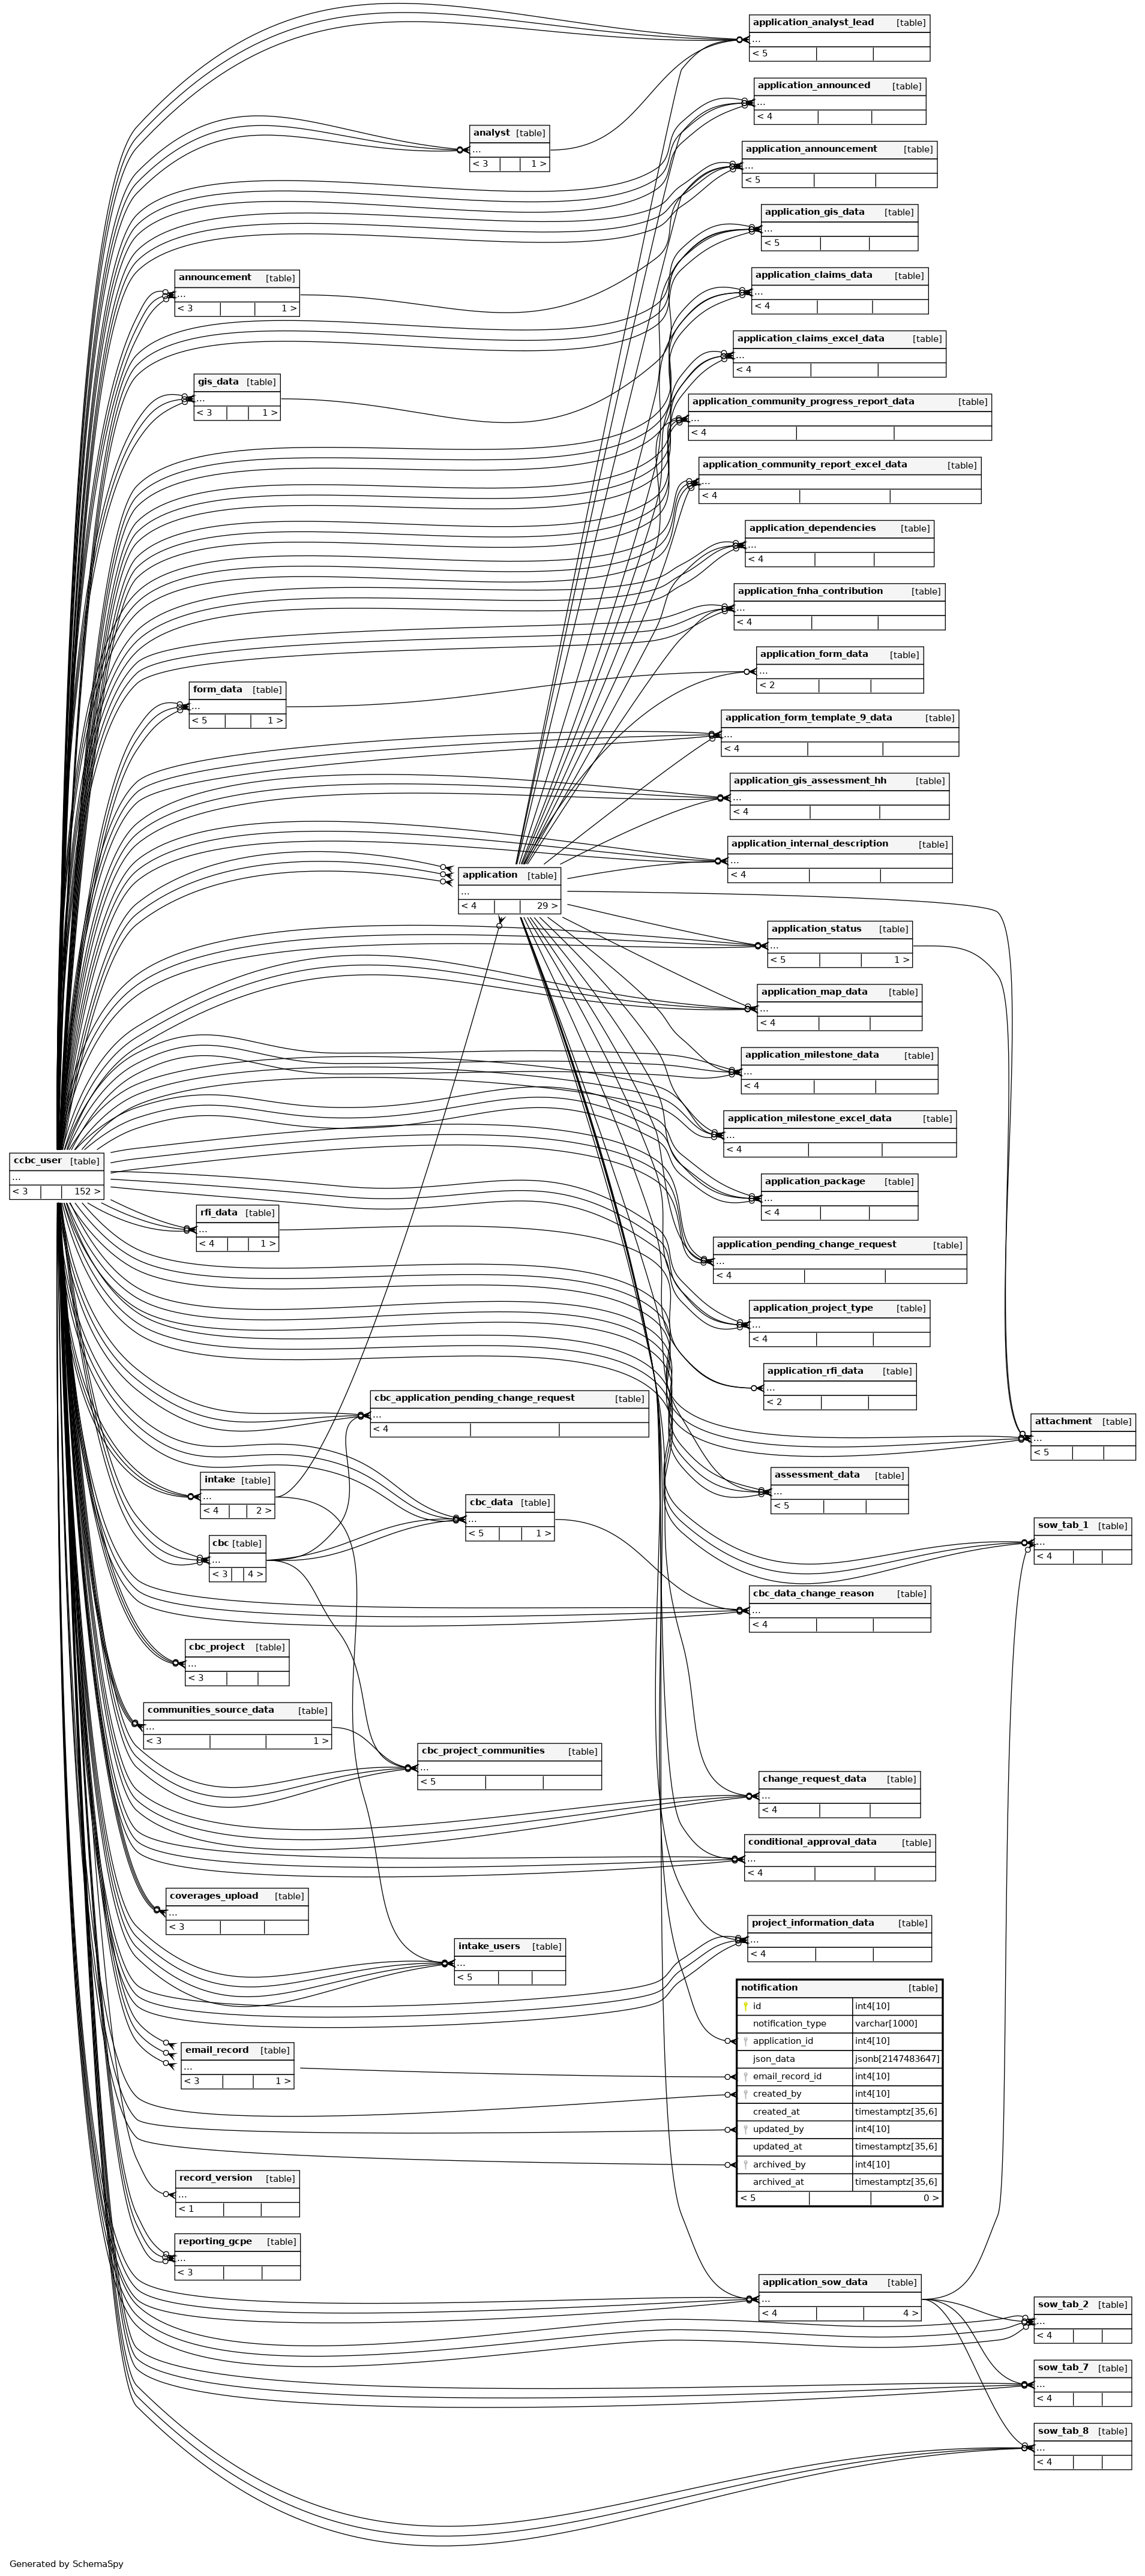 application_analyst_lead [table]
...
< 5
application_announced [table]
...
< 4
analyst [table]
...
< 3 1 >
application_announcement [table]
...
< 5
application_gis_data [table]
...
< 5
announcement [table]
...
< 3 1 >
application_claims_data [table]
...
< 4
application_claims_excel_data [table]
...
< 4
gis_data [table]
...
< 3 1 >
application_community_progress_report_data [table]
...
< 4
application_community_report_excel_data [table]
...
< 4
application_dependencies [table]
...
< 4
application_fnha_contribution [table]
...
< 4
application_form_data [table]
...
< 2
form_data [table]
...
< 5 1 >
application_form_template_9_data [table]
...
< 4
application_gis_assessment_hh [table]
...
< 4
application_internal_description [table]
...
< 4
application [table]
...
< 4 29 >
application_status [table]
...
< 5 1 >
application_map_data [table]
...
< 4
application_milestone_data [table]
...
< 4
application_milestone_excel_data [table]
...
< 4
ccbc_user [table]
...
< 3 152 >
application_package [table]
...
< 4
rfi_data [table]
...
< 4 1 >
application_pending_change_request [table]
...
< 4
application_project_type [table]
...
< 4
application_rfi_data [table]
...
< 2
cbc_application_pending_change_request [table]
...
< 4
attachment [table]
...
< 5
assessment_data [table]
...
< 5
intake [table]
...
< 4 2 >
cbc_data [table]
...
< 5 1 >
sow_tab_1 [table]
...
< 4
cbc [table]
...
< 3 4 >
cbc_data_change_reason [table]
...
< 4
cbc_project [table]
...
< 3
communities_source_data [table]
...
< 3 1 >
cbc_project_communities [table]
...
< 5
change_request_data [table]
...
< 4
conditional_approval_data [table]
...
< 4
coverages_upload [table]
...
< 3
project_information_data [table]
...
< 4
intake_users [table]
...
< 5
notification [table]
id int4[10]
notification_type varchar[1000]
application_id int4[10]
json_data jsonb[2147483647]
email_record_id int4[10]
created_by int4[10]
created_at timestamptz[35,6]
updated_by int4[10]
updated_at timestamptz[35,6]
archived_by int4[10]
archived_at timestamptz[35,6]
< 5 0 >
email_record [table]
...
< 3 1 >
record_version [table]
...
< 1
reporting_gcpe [table]
...
< 3
application_sow_data [table]
...
< 4 4 >
sow_tab_2 [table]
...
< 4
sow_tab_7 [table]
...
< 4
sow_tab_8 [table]
...
< 4
Generated by SchemaSpy